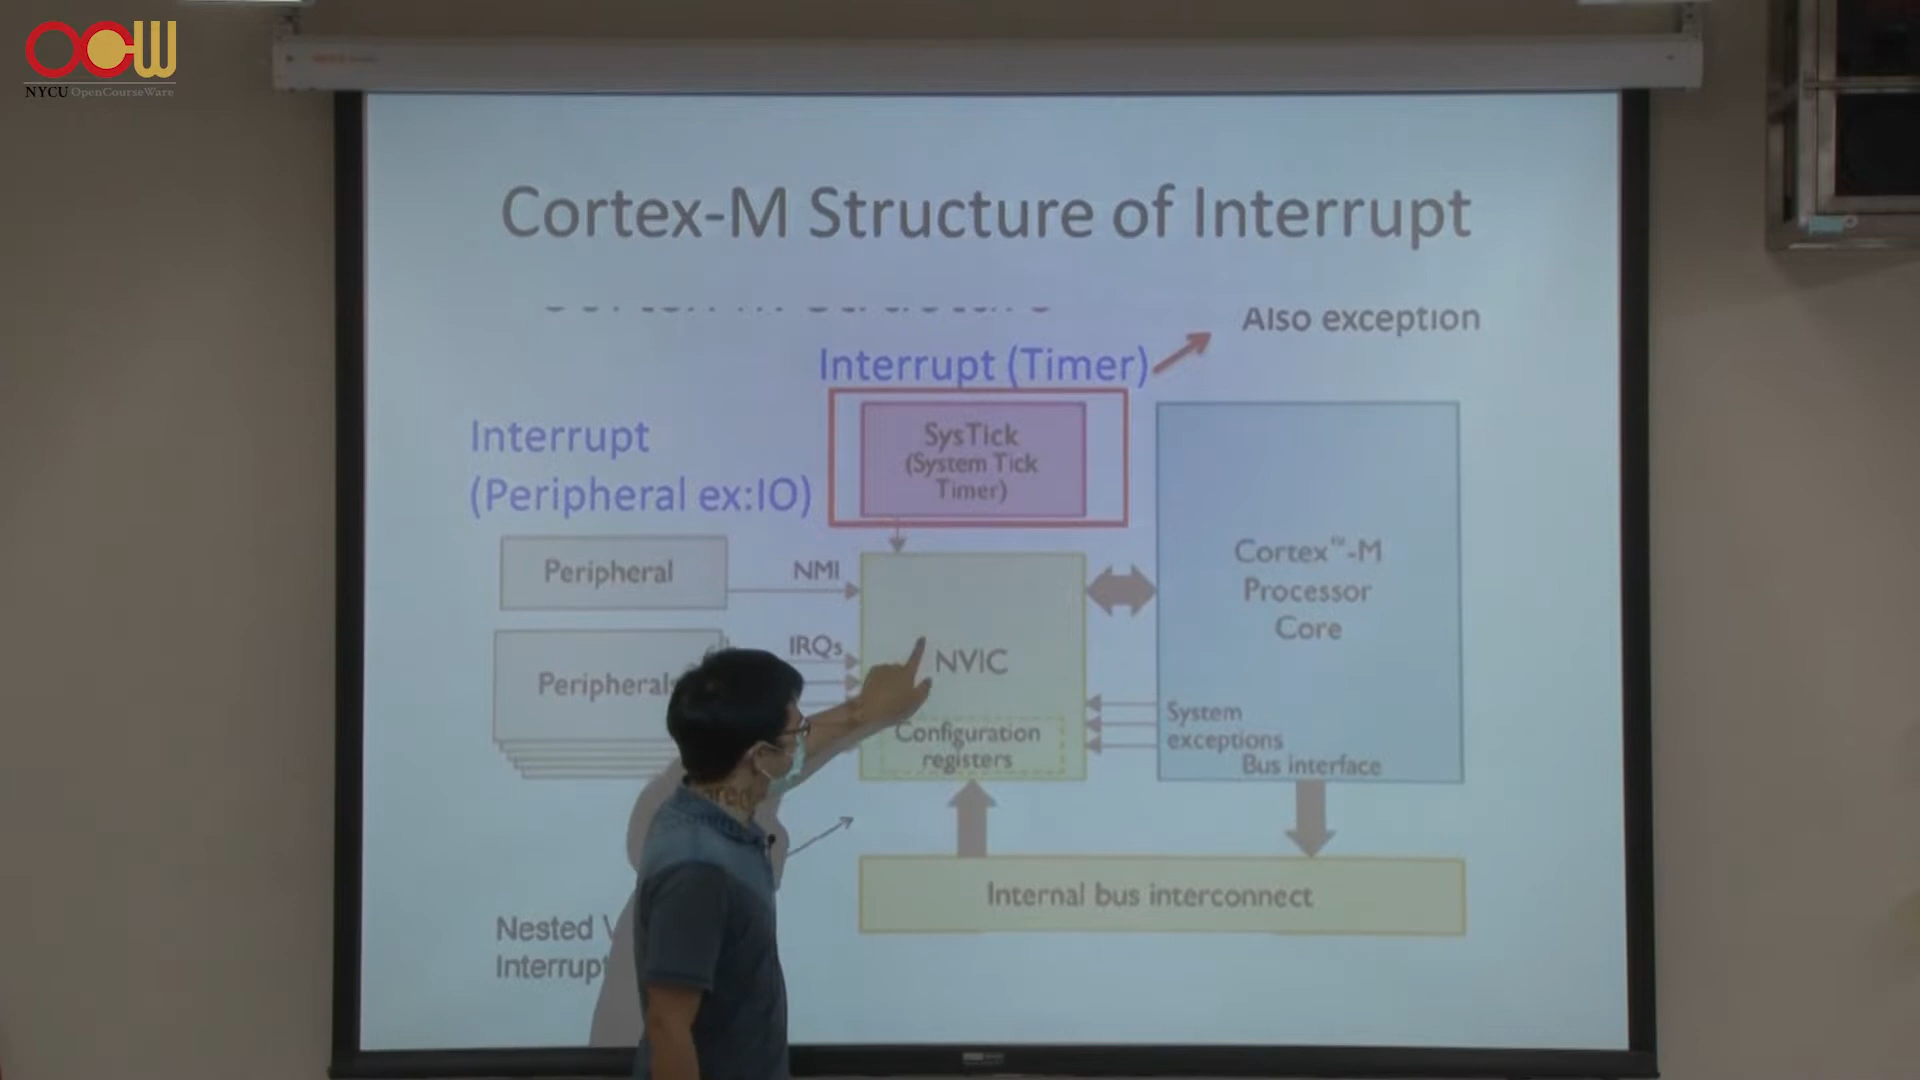 OCW
NYCU OpenCourseWare
Cortex-M Structure of Interrupt
Also exception
Interrupt (Timer)
Interrupt
(Peripheral ex:IO)
SysTick
(System Tick
Timer)
Peripheral
NMI
Cortex™-M
Processor
Core
IRQs
NVIC
Peripherals
Configuration
registers
System
exceptions
Bus interface
Internal bus interconnect
Nested
Interrupt